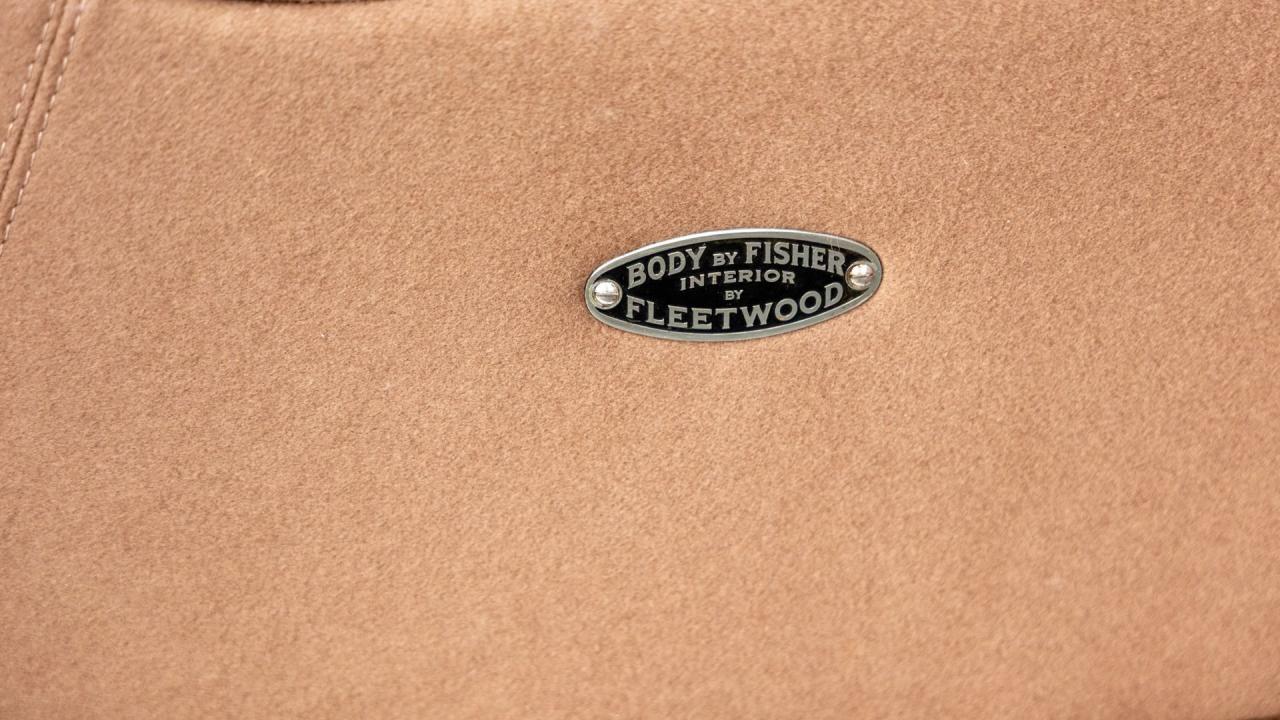 BODY BY FISHER
INTERIOR
BY
FLEETWOOD